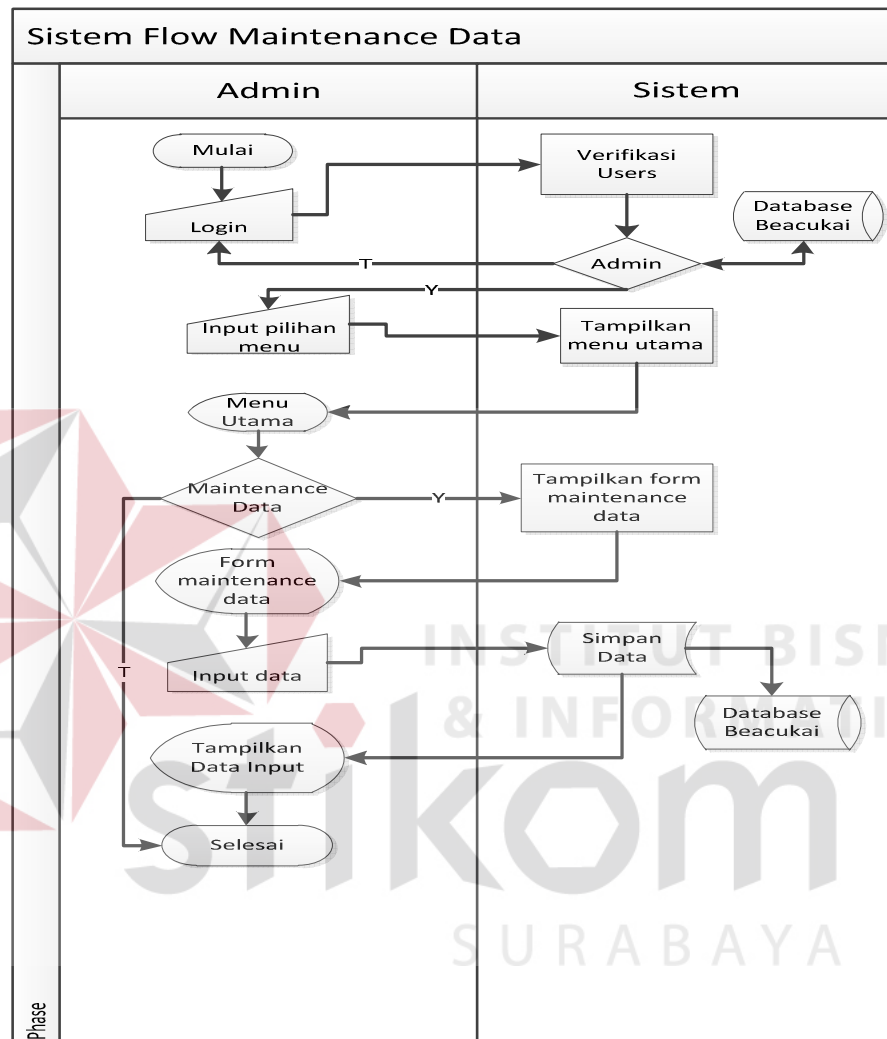 Sistem Flow Maintenance Data
Admin
Sistem
Mulai
Verifikasi
Users
Login
Database
Beacukai
Admin
T
Y
Input pilihan
menu
Tampilkan
menu utama
Menu
Utama
Maintenance
Data
Y
Tampilkan form
maintenance
data
Form
maintenance
data
T
Input data
Simpan
Data
Database
Beacukai
Tampilkan
Data Input
Selesai
Phase
INSTITUT BISI
& INFORMATI
stikom
SURABAYA